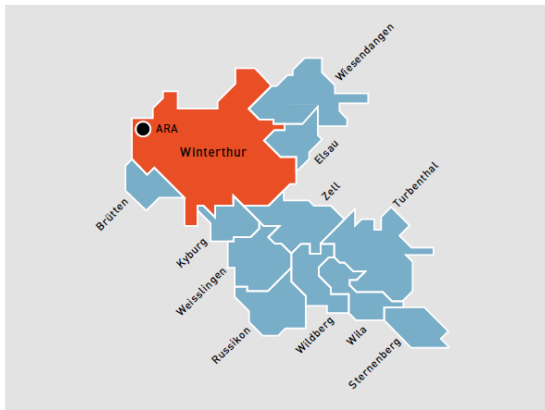 Wiesendangen
ARA
Winterthur
Elsau
Zell
Turbenthal
Brütten
Kyburg
Weisslingen
Russikon
Wildberg
Wila
Sternenberg